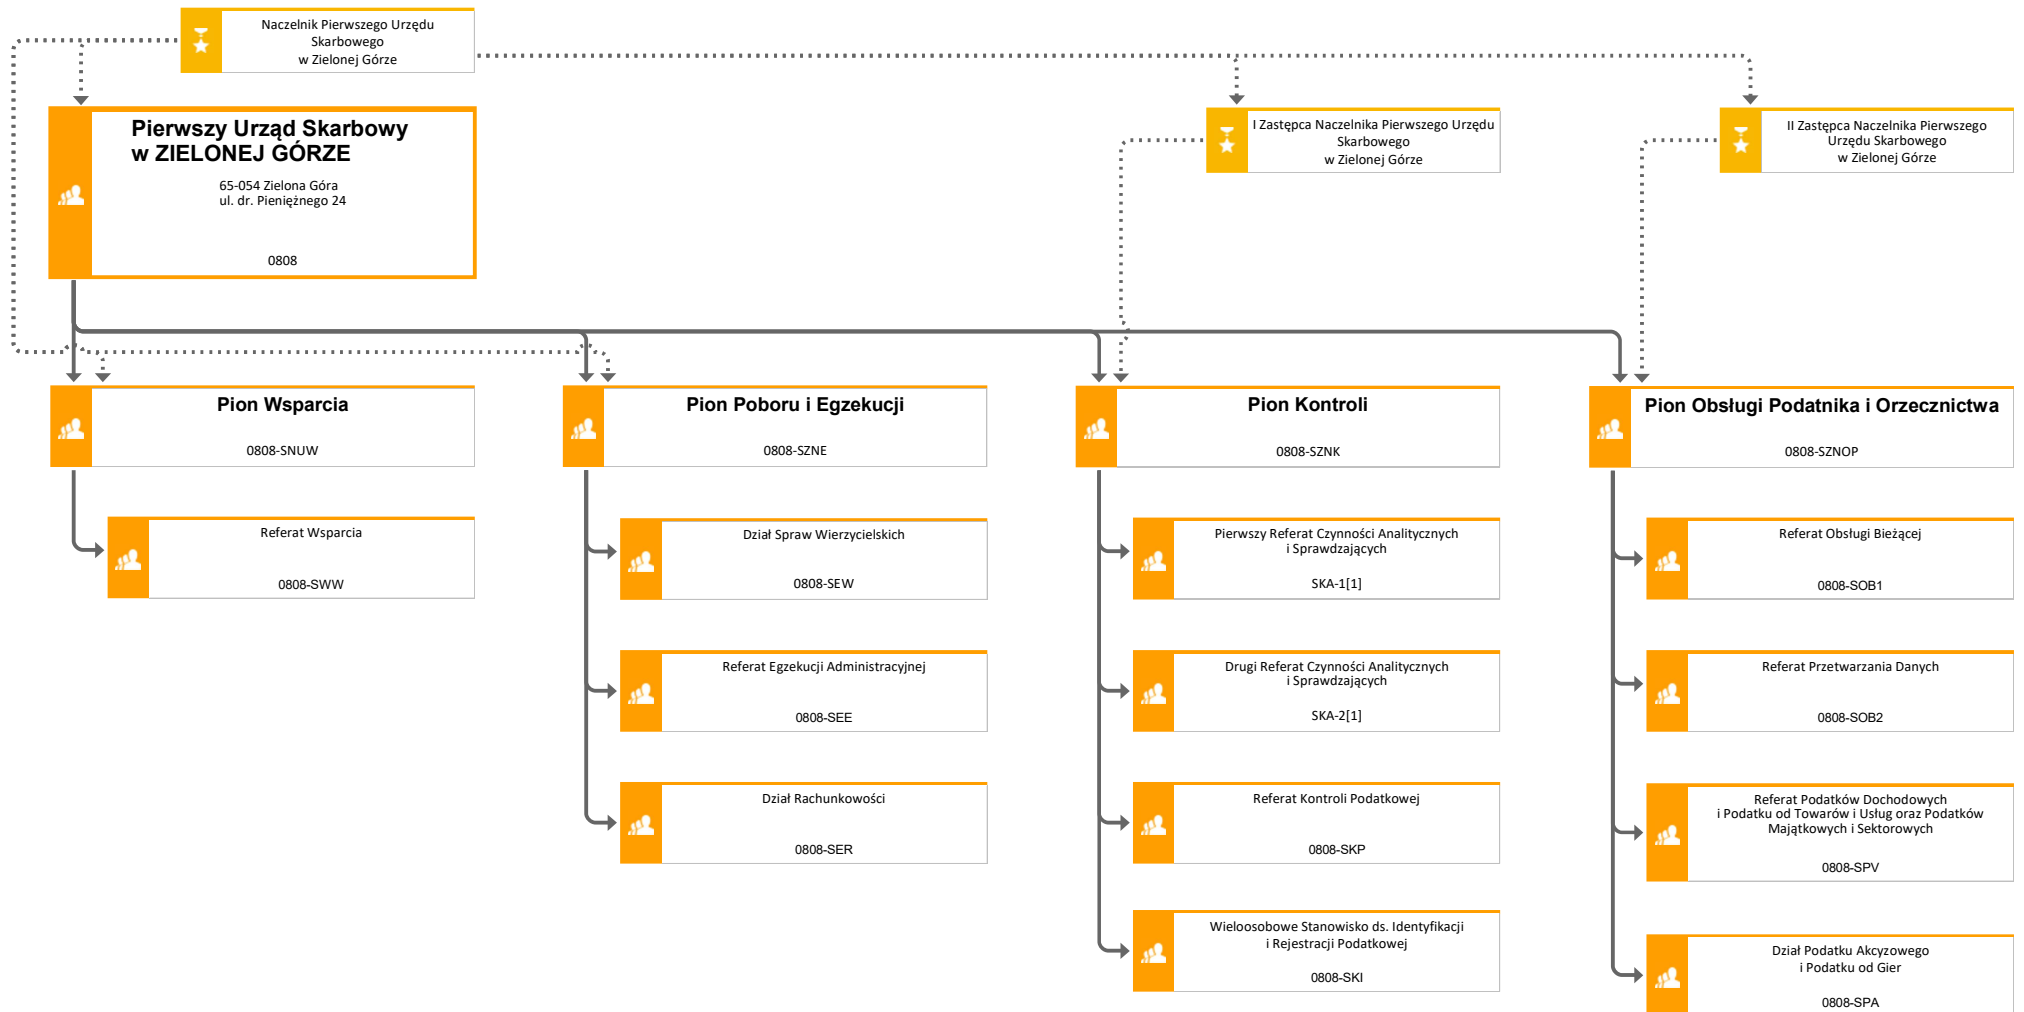 Naczelnik Pierwszego Urzędu
Skarbowego
w Zielonej Górze
Pierwszy Urząd Skarbowy
w ZIELONEJ GÓRZE
65-054 Zielona Góra
ul. dr. Pieniężnego 24
0808
I Zastępca Naczelnika Pierwszego Urzędu
Skarbowego
w Zielonej Górze
II Zastępca Naczelnika Pierwszego
Urzędu Skarbowego
w Zielonej Górze
Pion Wsparcia
0808-SNUW
Referat Wsparcia
0808-SWW
Pion Poboru i Egzekucji
0808-SZNE
Dział Spraw Wierzycielskich
0808-SEW
Referat Egzekucji Administracyjnej
0808-SEE
Dział Rachunkowości
0808-SER
Pion Kontroli
0808-SZNK
Pierwszy Referat Czynności Analitycznych
i Sprawdzających
SKA-1[1]
Drugi Referat Czynności Analitycznych
i Sprawdzających
SKA-2[1]
Referat Kontroli Podatkowej
0808-SKP
Wieloosobowe Stanowisko ds. Identyfikacji
i Rejestracji Podatkowej
0808-SKI
Pion Obsługi Podatnika i Orzecznictwa
0808-SZNOP
Referat Obsługi Bieżącej
0808-SOB1
Referat Przetwarzania Danych
0808-SOB2
Referat Podatków Dochodowych
i Podatku od Towarów i Usług oraz Podatków
Majątkowych i Sektorowych
0808-SPV
Dział Podatku Akcyzowego
i Podatku od Gier
0808-SPA